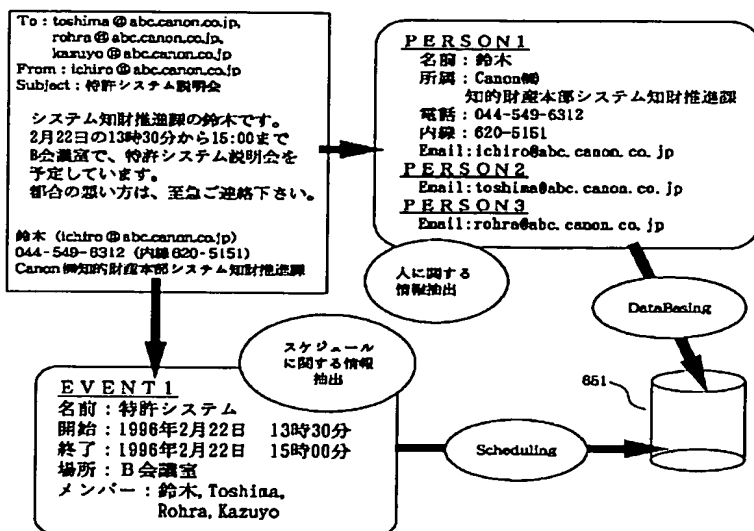 To : toshima @ abc.canon.co.jp,
rohra @ abc.canon.co.jp,
kazuyo @ abc.canon.co.jp
From : ichiro @ abc.canon.co.jp
Subject : 特許システム説明会
システム知財推進課の鈴木です。
2月22日の13時30分から15:00まで
B会議室で、特許システム説明会を
予定しています。
都合の悪い方は、至急ご連絡下さい。
鈴木 (ichiro @ abc.canon.co.jp)
044-549-6312 (内線620-5151)
Canon㈱知的財産本部システム知財推進課
PERSON1
名前 : 鈴木
所属 : Canon㈱
知的財産本部システム知財推進課
電話 : 044-549-6312
内線 : 620-5151
Email:ichiro@abc.canon.co.jp
PERSON2
Email:toshima@abc.canon.co.jp
PERSON3
Email:rohra@abc.canon.co.jp
人に関する
情報抽出
DataBasing
スケジュール
に関する情報
抽出
EVENT1
名前 : 特許システム
開始 : 1996年2月22日 13時30分
終了 : 1996年2月22日 15時00分
場所 : B会議室
メンバー : 鈴木, Toshima,
Rohra, Kazuyo
Scheduling
651